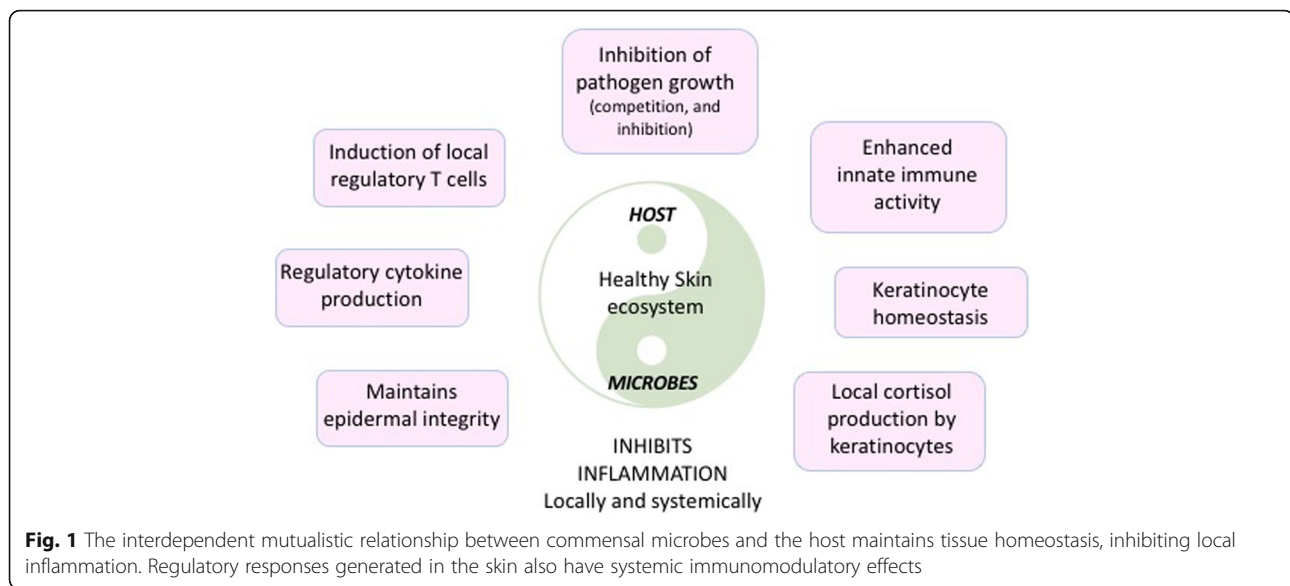 Inhibition of
pathogen growth
(competition, and
inhibition)
Induction of local
regulatory T cells
Enhanced
innate immune
activity
HOST
Regulatory cytokine
production
Healthy Skin
ecosystem
Keratinocyte
homeostasis
MICROBES
Maintains
epidermal integrity
Local cortisol
production by
keratinocytes
INHIBITS
INFLAMMATION
Locally and systemically
Fig. 1 The interdependent mutualistic relationship between commensal microbes and the host maintains tissue homeostasis, inhibiting local
inflammation. Regulatory responses generated in the skin also have systemic immunomodulatory effects